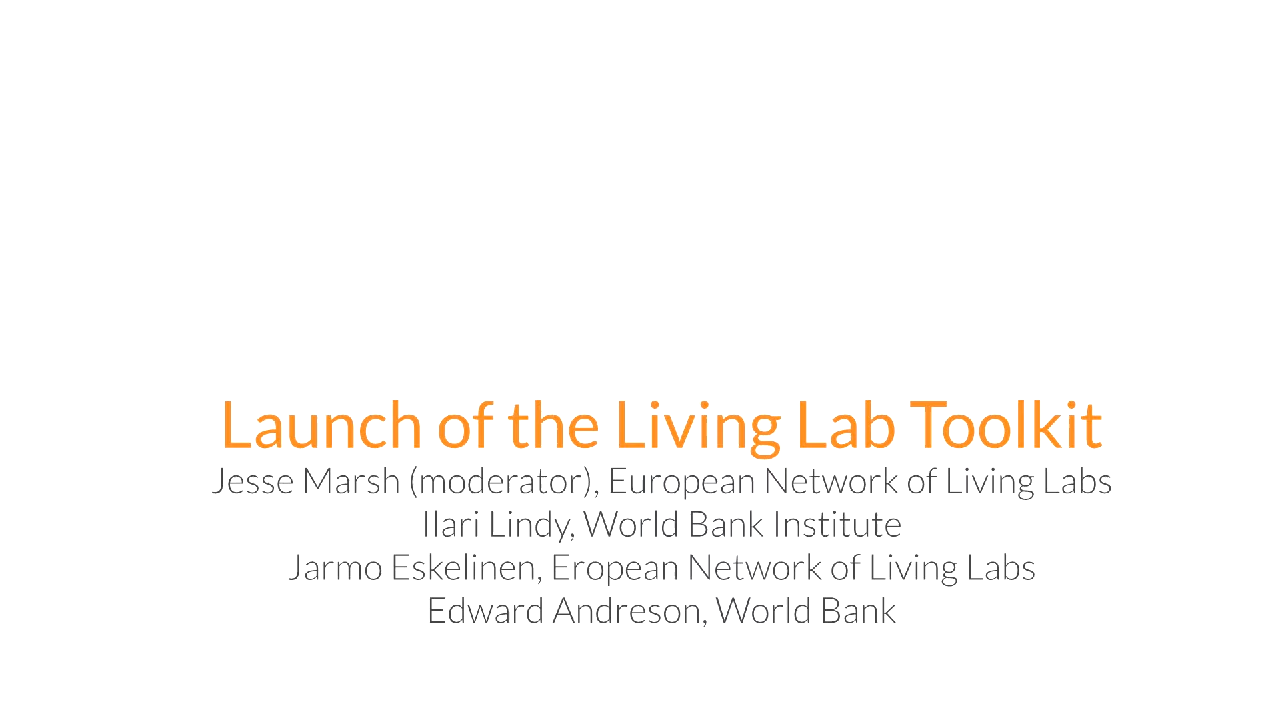 Launch of the Living Lab Toolkit
Jesse Marsh (moderator), European Network of Living Labs
Ilari Lindy, World Bank Institute
Jarmo Eskelinen, Eropean Network of Living Labs
Edward Andreson, World Bank